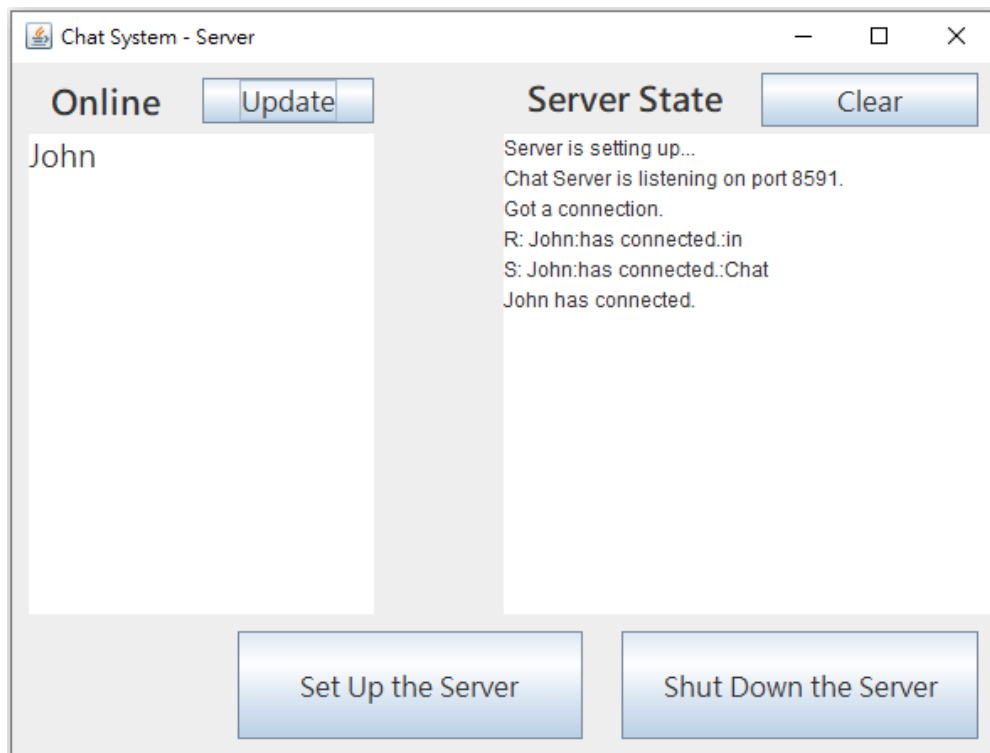 Chat System - Server
Online
Update
Server State
Clear
John
Server is setting up...
Chat Server is listening on port 8591.
Got a connection.
R: John:has connected.:in
S: John:has connected.:Chat
John has connected.
Set Up the Server
Shut Down the Server